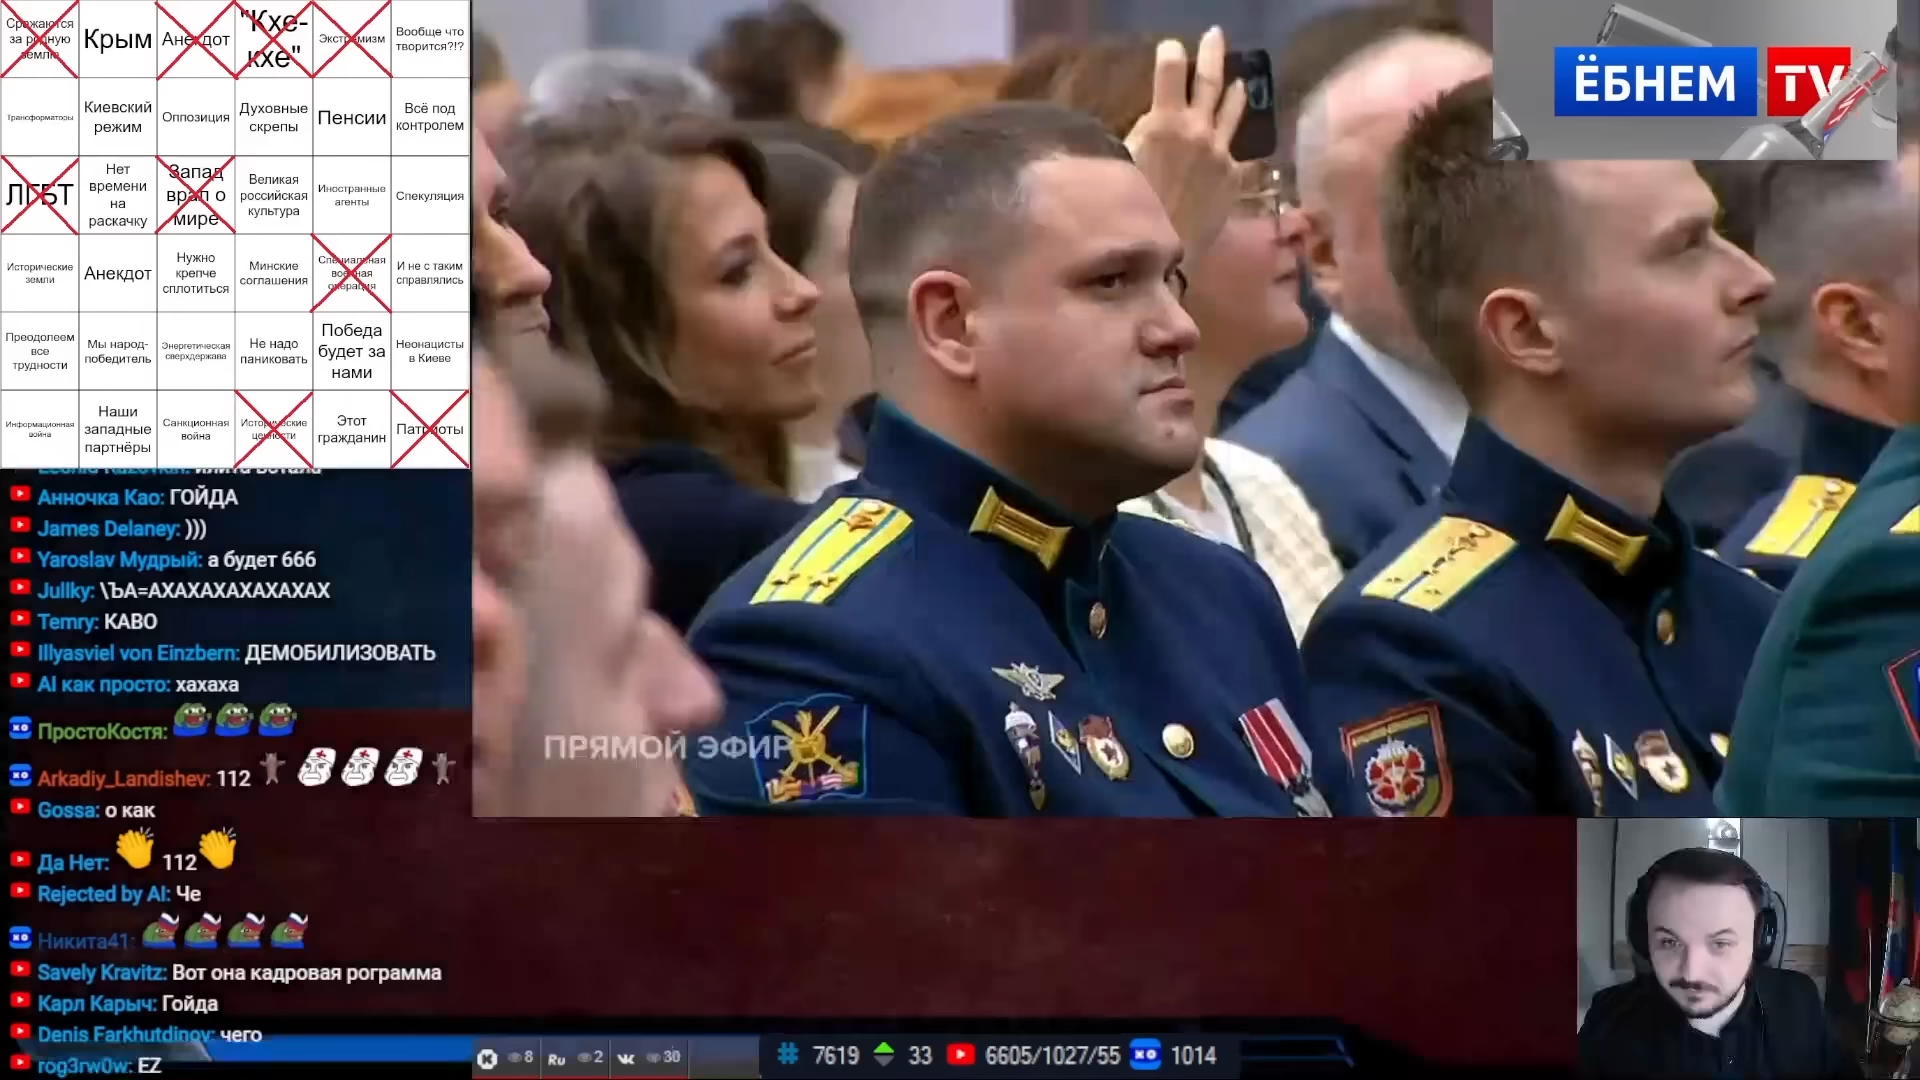 Сражаются
за родную
землю
Крым
Анекдот
"Кхе-
кхе"
Экстремизм
Вообще что
творится?!?
Трансформаторы
Киевский
режим
Оппозиция
Духовные
скрепы
Пенсии
Всё под
контролем
ЛГБТ
Нет
времени
на
раскачку
Запад
врал о
мире
Великая
российская
культура
Иностранные
агенты
Спекуляция
Исторические
земли
Анекдот
Нужно
крепче
сплотиться
Минские
соглашения
Специальная
военная
операция
И не с таким
справлялись
Преодолеем
все
трудности
Мы народ-
победитель
Энергетическая
сверхдержава
Не надо
паниковать
Победа
будет за
нами
Неонацисты
в Киеве
Информационная
война
Наши
западные
партнёры
Санкционная
война
Исторические
ценности
Этот
гражданин
Патриоты
ЁБНЕМ TV
Анночка Као: ГОЙДА
James Delaney: )))
Yaroslav Мудрый: а будет 666
Jullky: \ЪА=АХАХАХАХАХАХАХ
Temry: КАВО
Illyasviel von Einzbern: ДЕМОБИЛИЗОВАТЬ
AI как просто: хахаха
ПростоКостя:
Arkadiy_Landishev: 112
Gossa: о как
Да Нет: 112
Rejected by AI: Че
Никита41:
Savely Kravitz: Вот она кадровая рограмма
Карл Карыч: Гойда
Denis Farkhutdinov: чего
rog3rw0w: EZ
ПРЯМОЙ ЭФИР
8 Ru 2 30
# 7619 33 6605/1027/55 1014